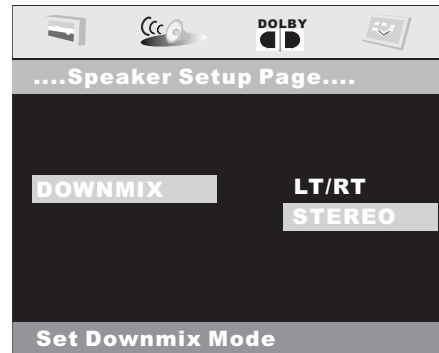 DOLBY
....Speaker Setup Page....
DOWNMIX
LT/RT
STEREO
Set Downmix Mode